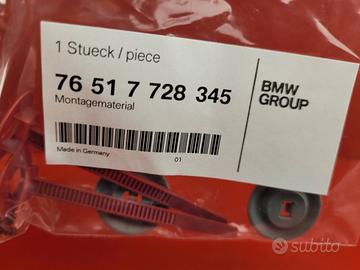 1 Stueck / piece
76 51 7 728 345
Montagematerial
BMW
GROUP
Made in Germany
01
subito